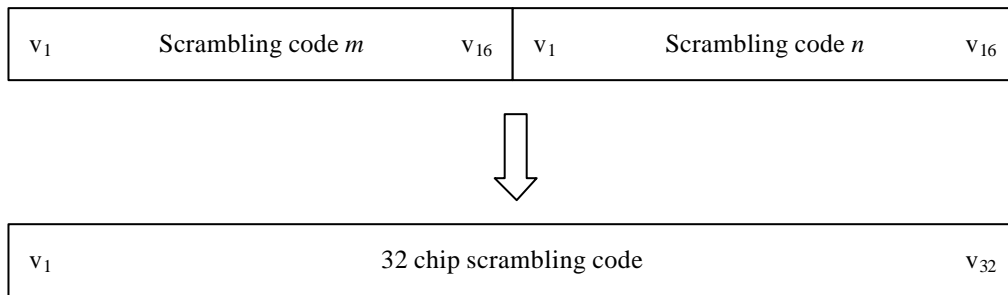 v₁ Scrambling code m v₁₆ v₁ Scrambling code n v₁₆
v₁ 32 chip scrambling code v₃₂